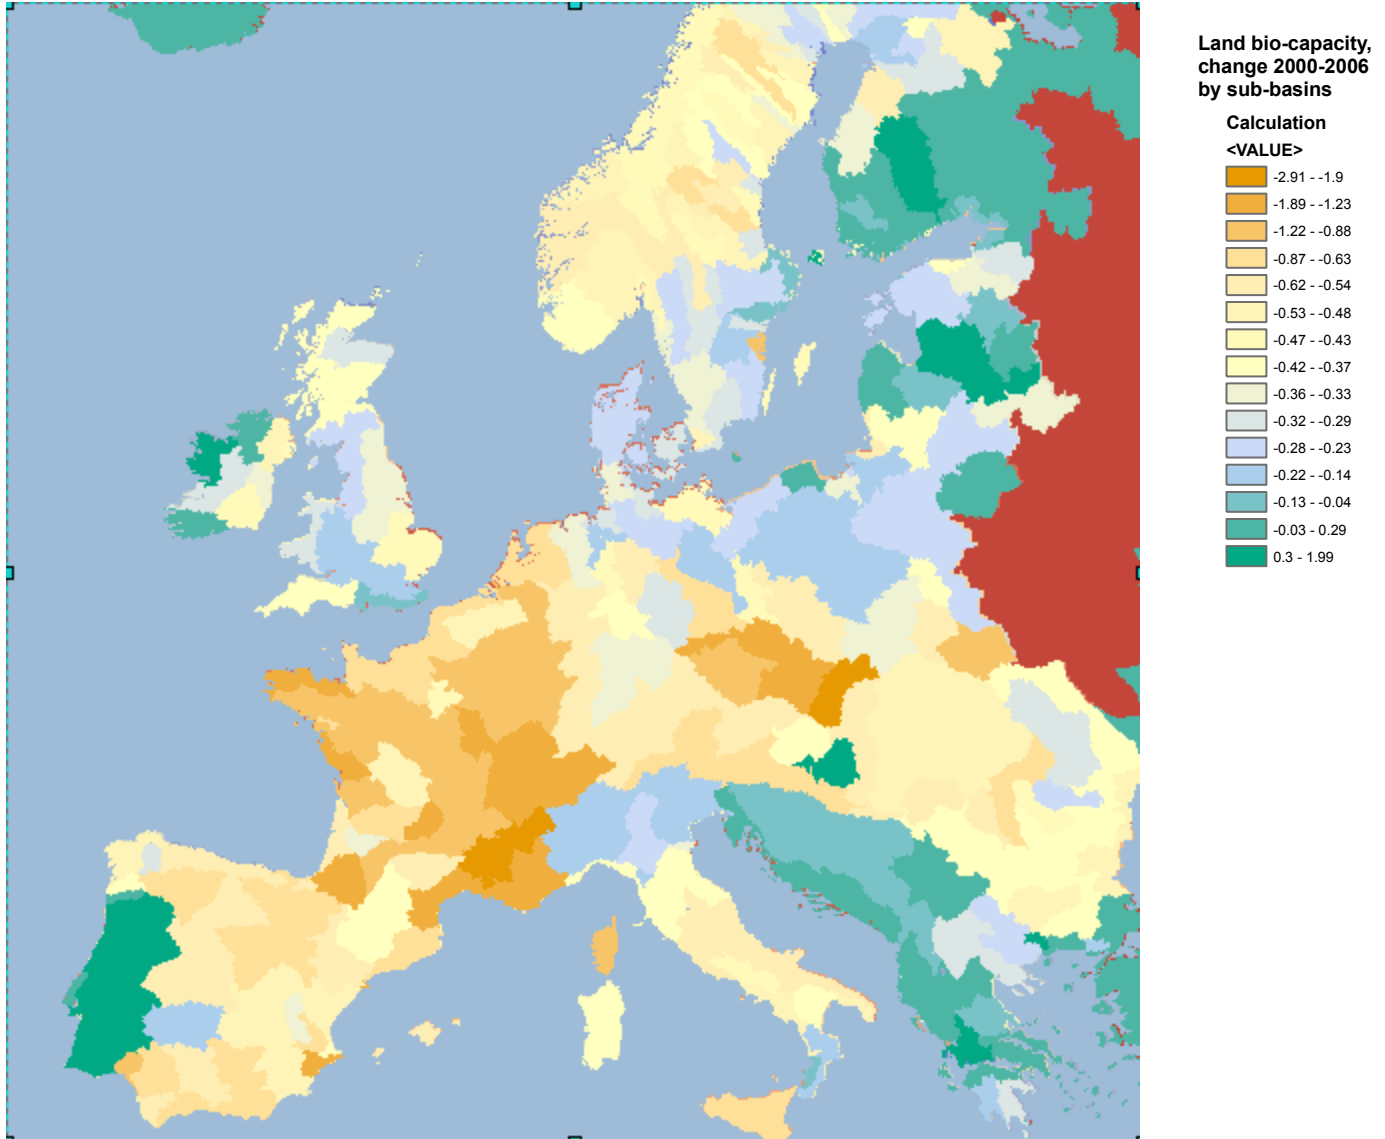 Land bio-capacity,
change 2000-2006
by sub-basins
Calculation
<VALUE>
-2.91 - -1.9
-1.89 - -1.23
-1.22 - -0.88
-0.87 - -0.63
-0.62 - -0.54
-0.53 - -0.48
-0.47 - -0.43
-0.42 - -0.37
-0.36 - -0.33
-0.32 - -0.29
-0.28 - -0.23
-0.22 - -0.14
-0.13 - -0.04
-0.03 - 0.29
0.3 - 1.99